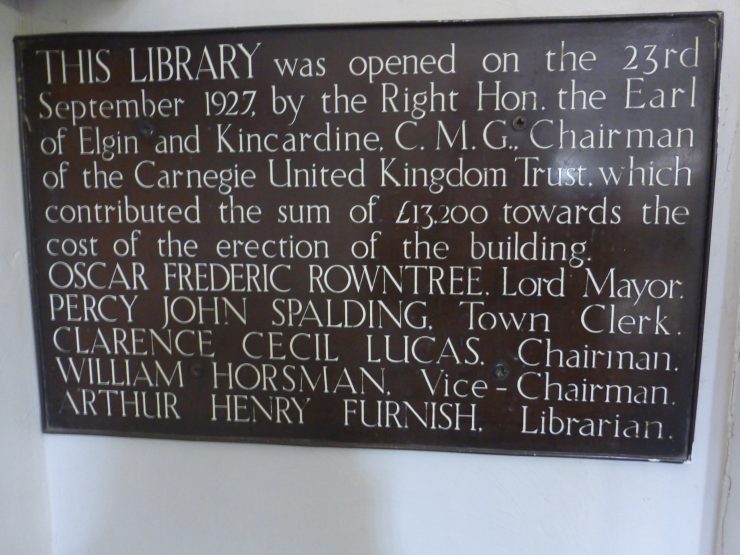 THIS LIBRARY was opened on the 23rd
September 1927, by the Right Hon. the Earl
of Elgin and Kincardine, C. M. G., Chairman
of the Carnegie United Kingdom Trust, which
contributed the sum of £13,200 towards the
cost of the erection of the building.
OSCAR FREDERIC ROWNTREE, Lord Mayor.
PERCY JOHN SPALDING, Town Clerk.
CLARENCE CECIL LUCAS, Chairman.
WILLIAM HORSMAN, Vice-Chairman.
ARTHUR HENRY FURNISH, Librarian.